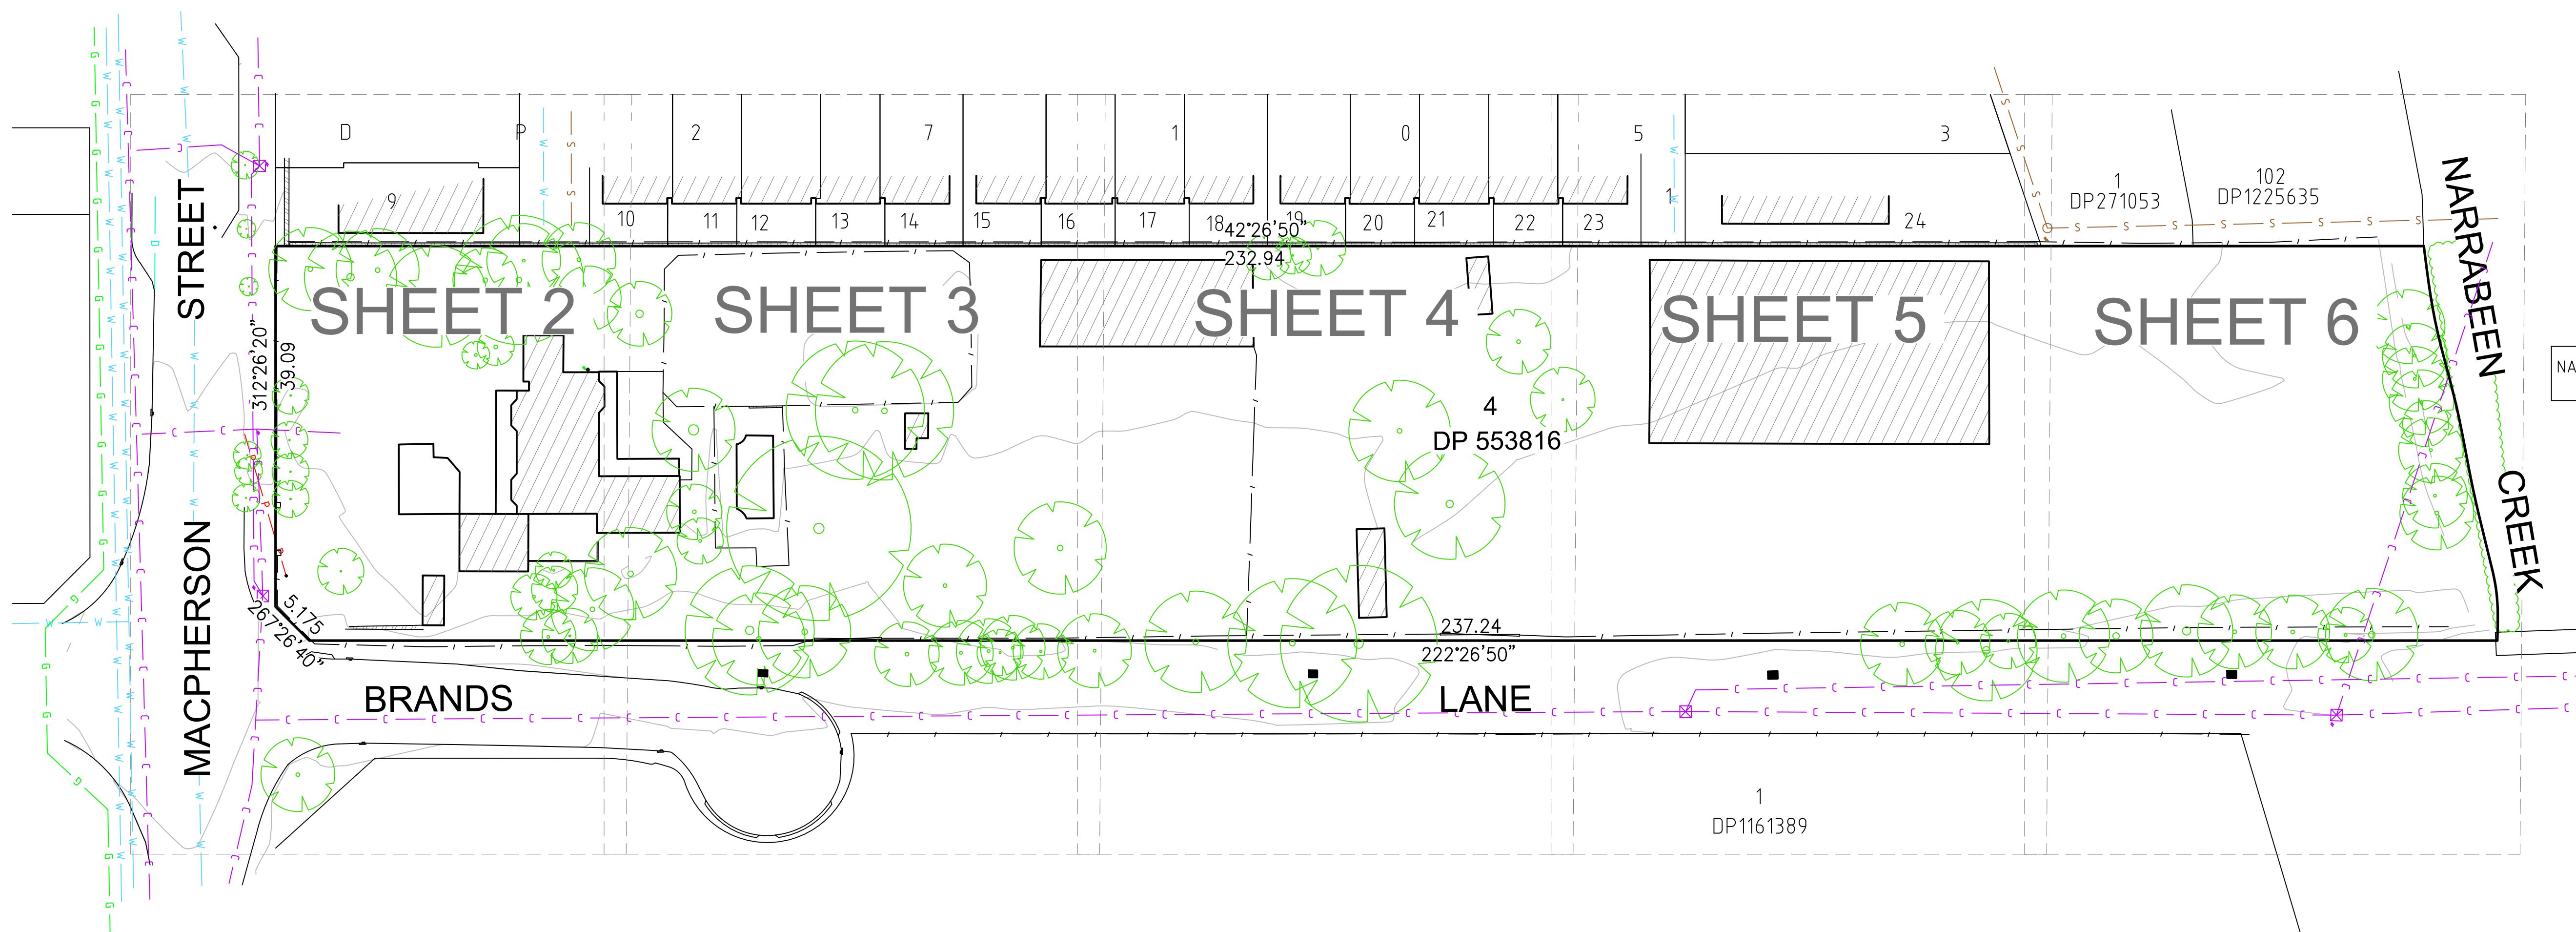 D P 2 7 1 0 5 3
9
10 11 12 13 14 15 16 17 18 19 20 21 22 23 1 24
1
DP271053
102
DP1225635
42°26'50"
232.94
SHEET 2
SHEET 3
SHEET 4
SHEET 5
SHEET 6
NARRABEEN
CREEK
MACPHERSON
STREET
312°26'20"
39.09
4
DP 553816
NA
5.175
267°26'40"
237.24
222°26'50"
BRANDS
LANE
1
DP1161389